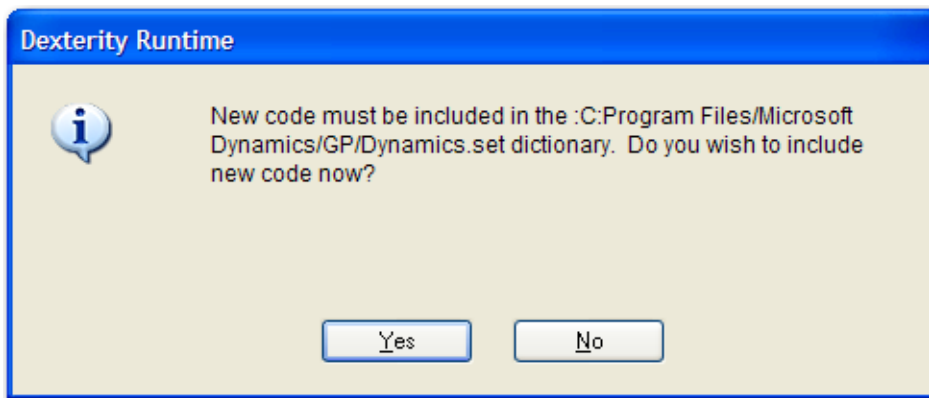 Dexterity Runtime
New code must be included in the :C:Program Files/Microsoft
Dynamics/GP/Dynamics.set dictionary.  Do you wish to include
new code now?
Yes
No